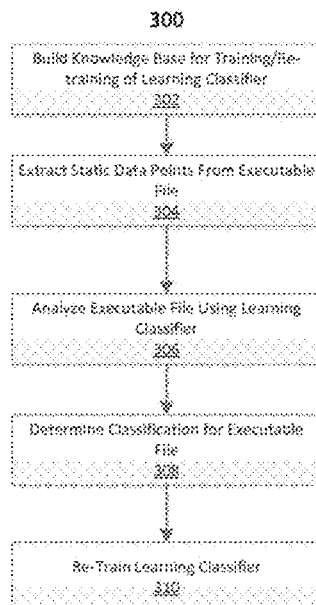 300
Build Knowledge Base for Training/Re-
training of Learning Classifier
302
Extract Static Data Points From Executable
File
304
Analyze Executable File Using Learning
Classifier
306
Determine Classification for Executable
File
308
Re-Train Learning Classifier
310